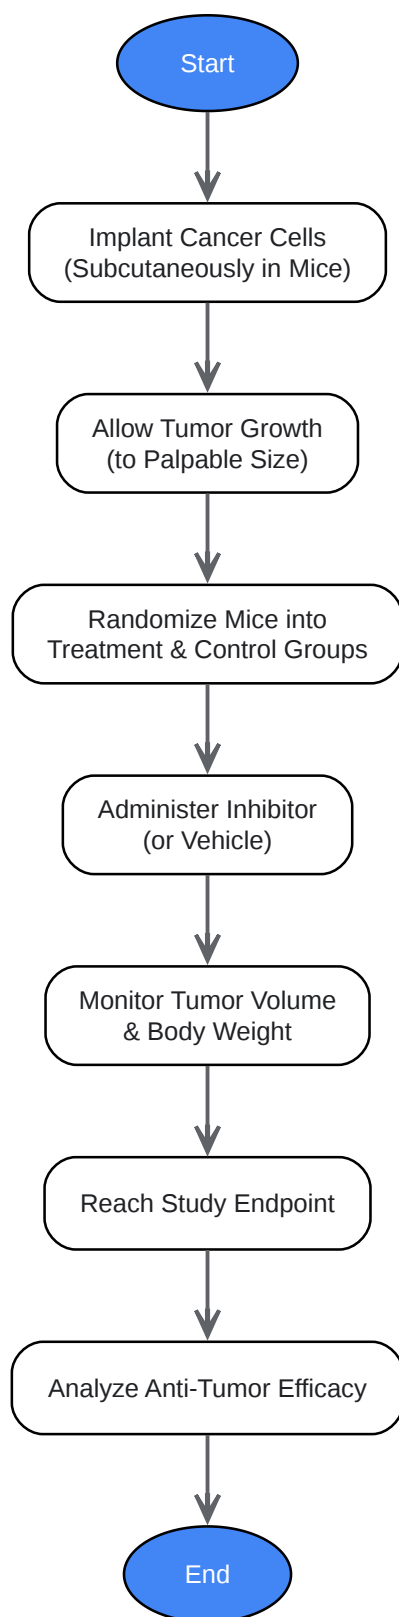 Start
Implant Cancer Cells
(Subcutaneously in Mice)
Allow Tumor Growth
(to Palpable Size)
Randomize Mice into
Treatment & Control Groups
Administer Inhibitor
(or Vehicle)
Monitor Tumor Volume
& Body Weight
Reach Study Endpoint
Analyze Anti-Tumor Efficacy
End